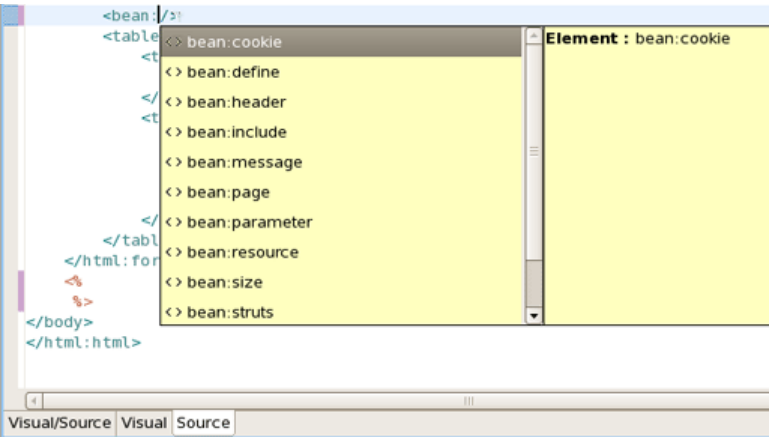 <bean:/>
<table
<t
</
<t
</
</tabl
</html:for
<%
%>
</body>
</html:html>
<> bean:cookie
<> bean:define
<> bean:header
<> bean:include
<> bean:message
<> bean:page
<> bean:parameter
<> bean:resource
<> bean:size
<> bean:struts
Element : bean:cookie
Visual/Source Visual Source